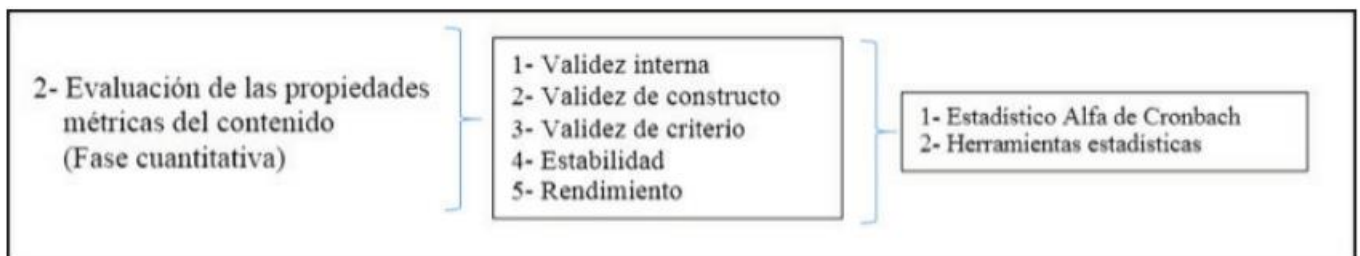 2- Evaluación de las propiedades
métricas del contenido
(Fase cuantitativa)
1- Validez interna
2- Validez de constructo
3- Validez de criterio
4- Estabilidad
5- Rendimiento
1- Estadístico Alfa de Cronbach
2- Herramientas estadísticas